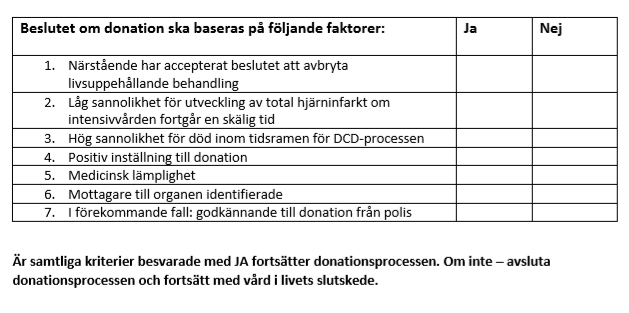 Beslutet om donation ska baseras på följande faktorer: Ja Nej
1. Närstående har accepterat beslutet att avbryta
livsuppehållande behandling
2. Låg sannolikhet för utveckling av total hjärninfarkt om
intensivvården fortgår en skälig tid
3. Hög sannolikhet för död inom tidsramen för DCD-processen
4. Positiv inställning till donation
5. Medicinsk lämplighet
6. Mottagare till organen identifierade
7. I förekommande fall: godkännande till donation från polis
Är samtliga kriterier besvarade med JA fortsätter donationsprocessen. Om inte – avsluta
donationsprocessen och fortsätt med vård i livets slutskede.